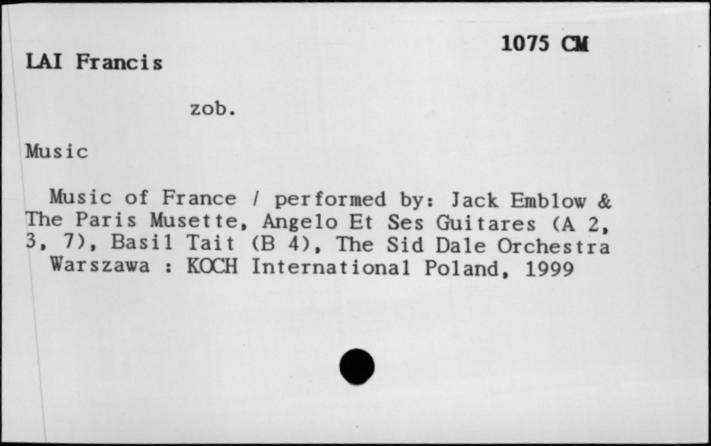 1075 CM
LAI Francis
zob.
Music
Music of France / performed by: Jack Emblow &
The Paris Musette, Angelo Et Ses Guitares (A 2,
3, 7), Basil Tait (B 4), The Sid Dale Orchestra
Warszawa : KOCH International Poland, 1999